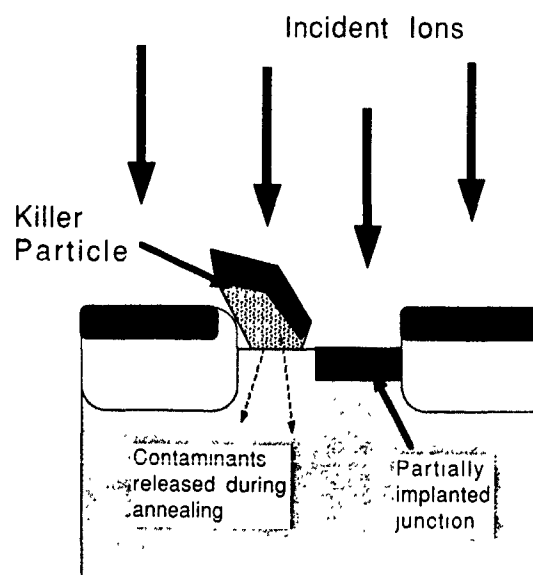 Incident Ions
Killer
Particle
Contaminants
released during
annealing
Partially
implanted
junction